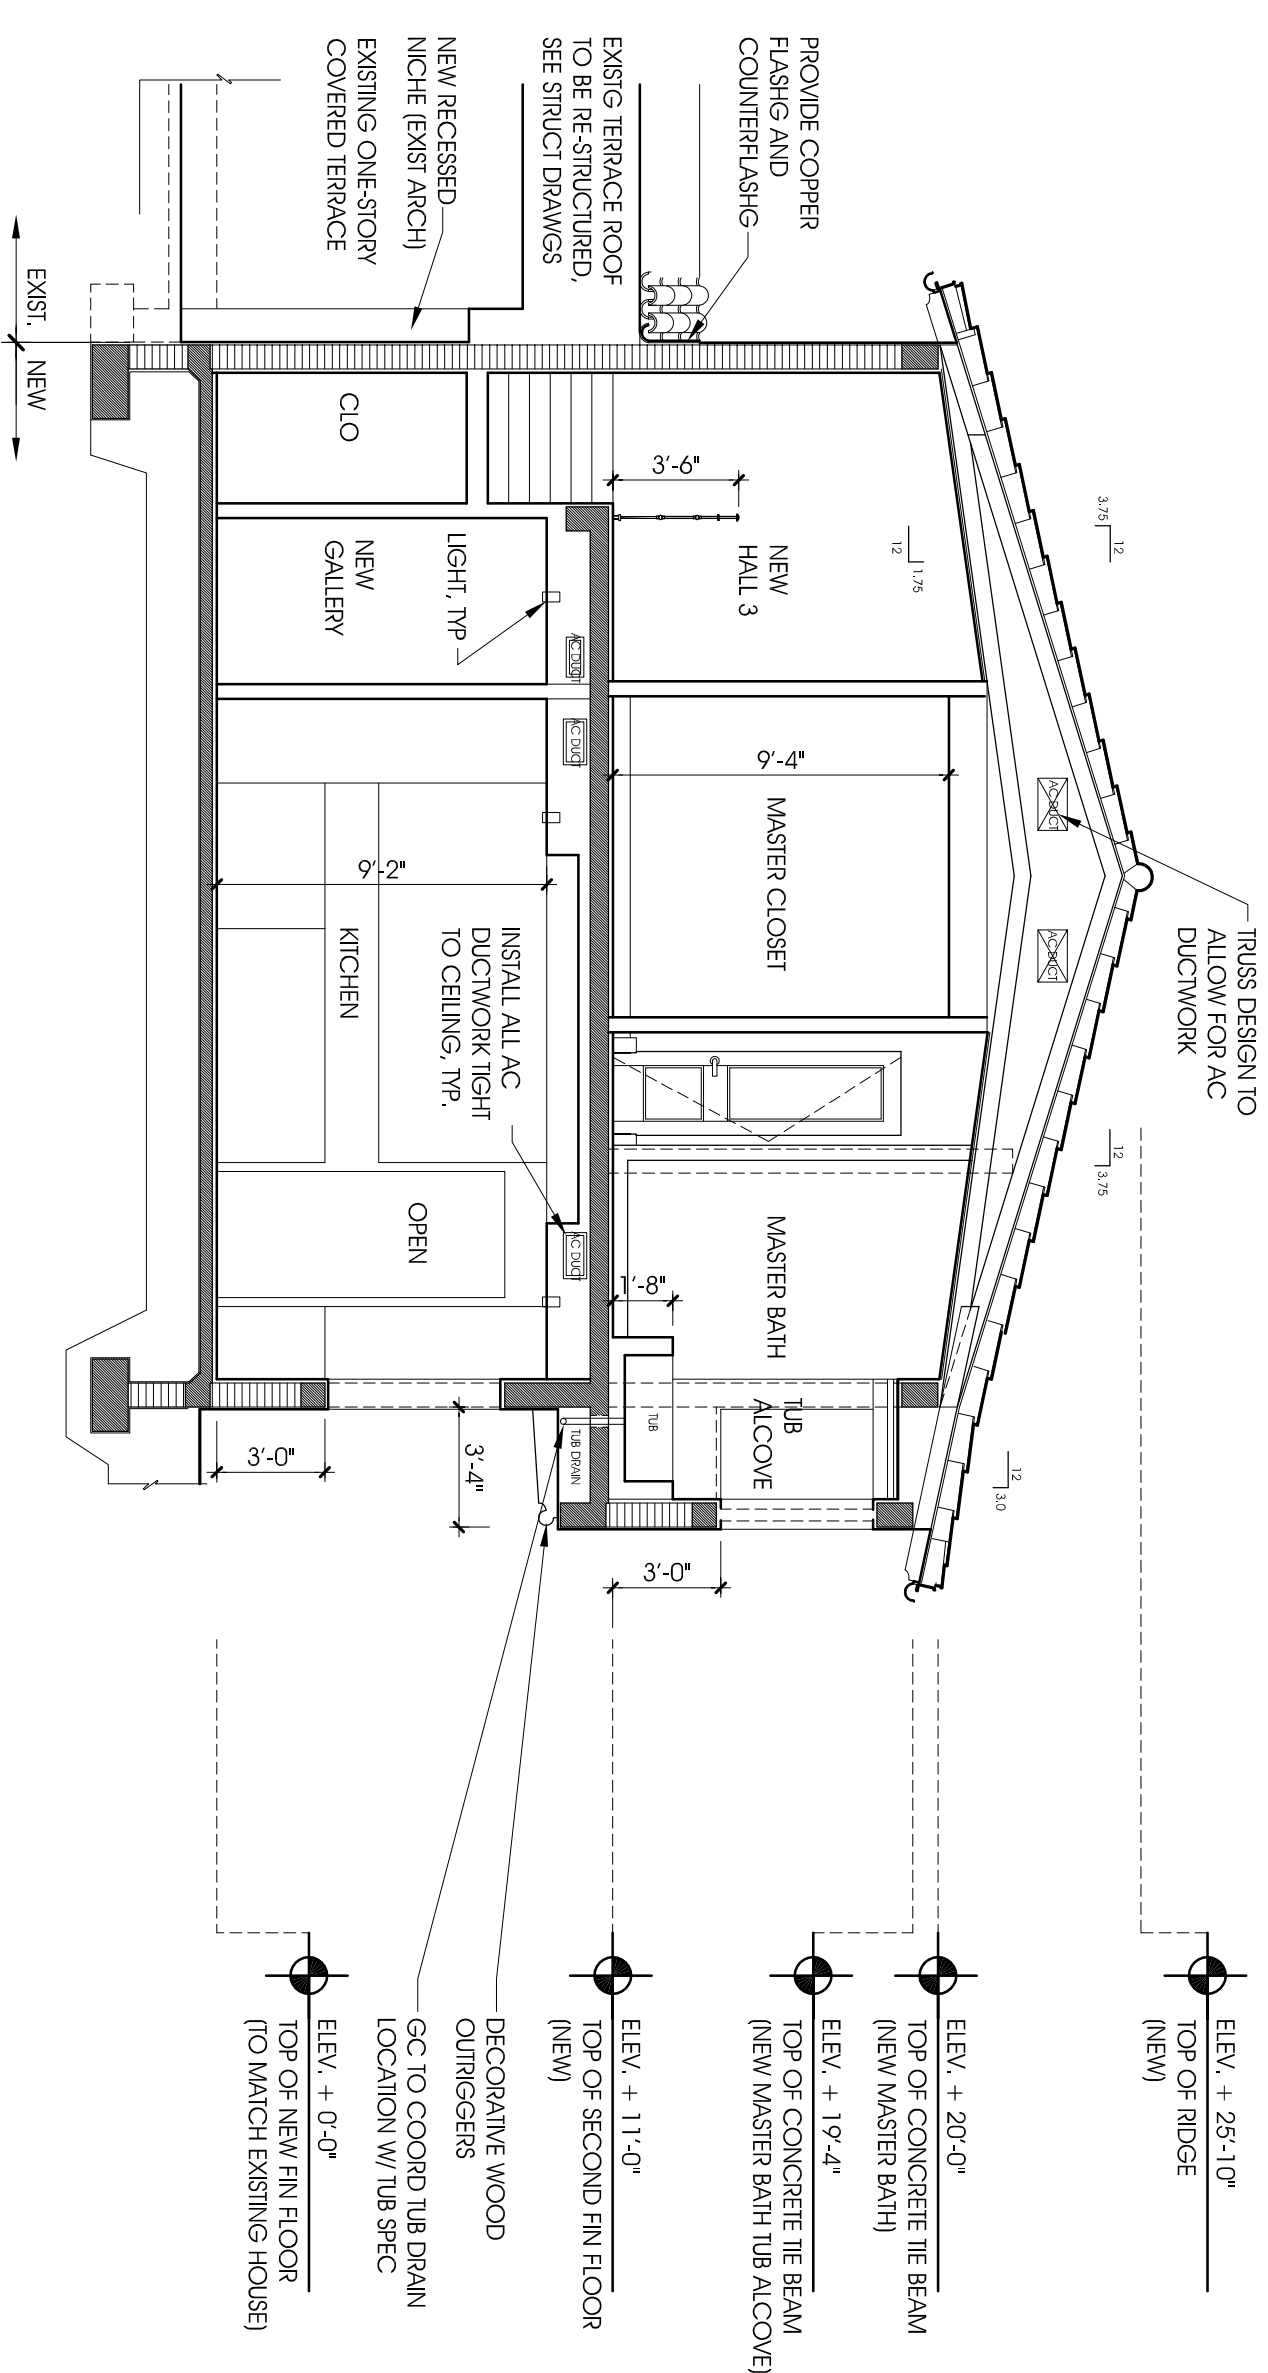 TRUSS DESIGN TO
ALLOW FOR AC
DUCTWORK
12
3.75
12
3.75
12
3.0
12
1.75
AC DUCT
AC DUCT
PROVIDE COPPER
FLASHG AND
COUNTERFLASHG
EXISTG TERRACE ROOF
TO BE RE-STRUCTURED,
SEE STRUCT DRAWGS
NEW RECESSED
NICHE (EXIST ARCH)
EXISTING ONE-STORY
COVERED TERRACE
EXIST.
NEW
NEW
HALL 3
3'-6"
MASTER CLOSET
9'-4"
MASTER BATH
TUB
ALCOVE
1'-8"
TUB
TUB DRAIN
3'-0"
CLO
LIGHT, TYP
NEW
GALLERY
AC DUCT
AC DUCT
AC DUCT
9'-2"
KITCHEN
INSTALL ALL AC
DUCTWORK TIGHT
TO CEILING, TYP.
OPEN
3'-0"
3'-4"
ELEV. + 25'-10"
TOP OF RIDGE
(NEW)
ELEV. + 20'-0"
TOP OF CONCRETE TIE BEAM
(NEW MASTER BATH)
ELEV. + 19'-4"
TOP OF CONCRETE TIE BEAM
(NEW MASTER BATH TUB ALCOVE)
ELEV. + 11'-0"
TOP OF SECOND FIN FLOOR
(NEW)
DECORATIVE WOOD
OUTRIGGERS
GC TO COORD TUB DRAIN
LOCATION W/ TUB SPEC
ELEV. + 0'-0"
TOP OF NEW FIN FLOOR
(TO MATCH EXISTING HOUSE)